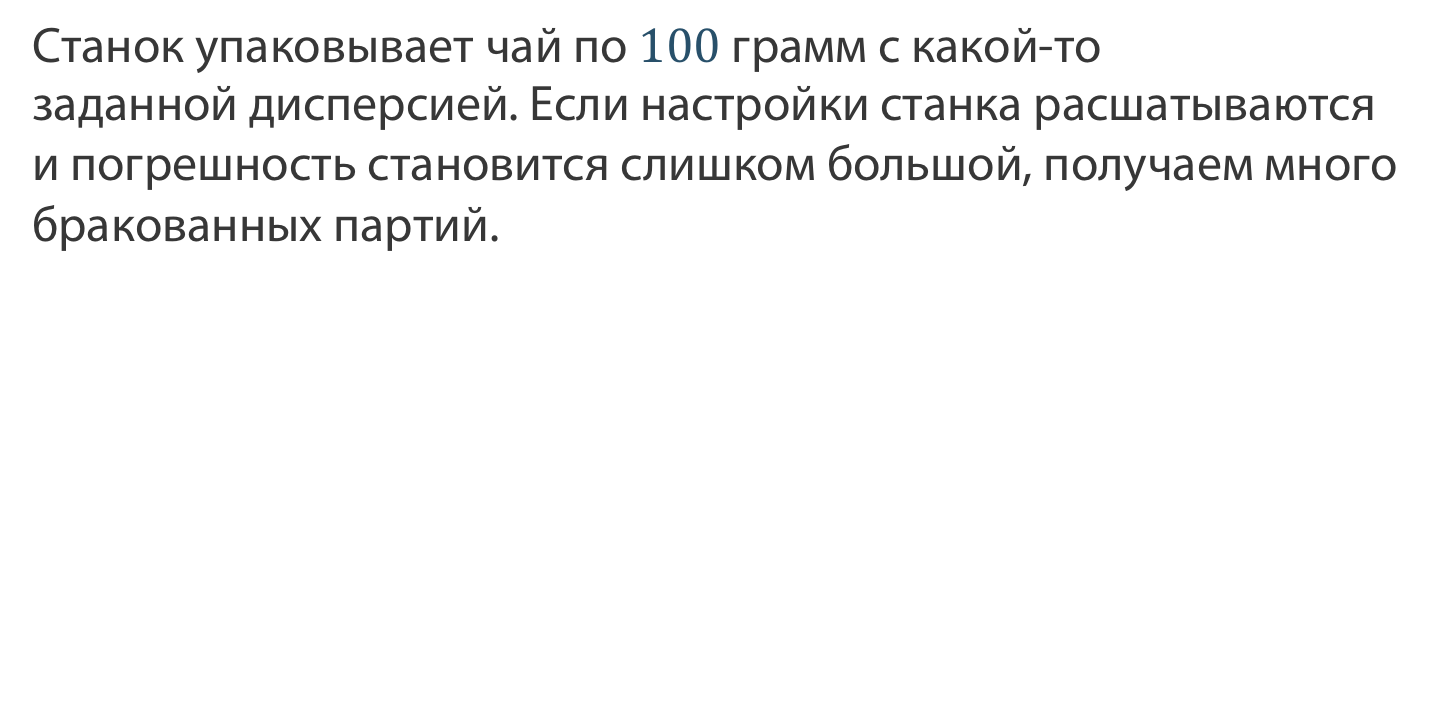 Станок упаковывает чай по 100 грамм с какой-то
заданной дисперсией. Если настройки станка расшатываются
и погрешность становится слишком большой, получаем много
бракованных партий.